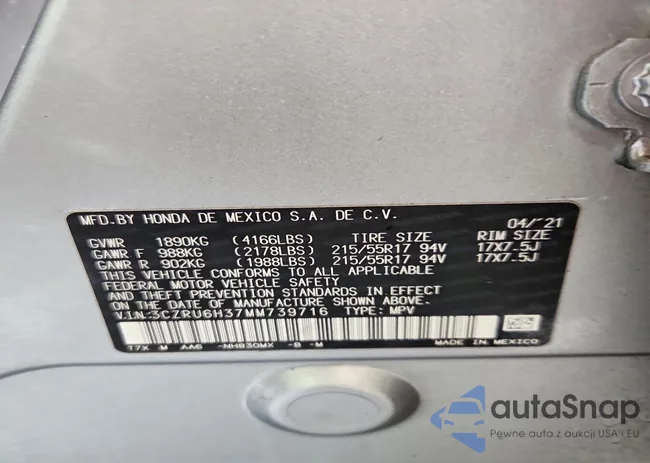 MFD.BY HONDA DE MEXICO S.A. DE C.V. 04/'21
GVWR 1890KG (4166LBS) TIRE SIZE RIM SIZE
GAWR F 988KG (2178LBS) 215/55R17 94V 17X7.5J
GAWR R 902KG (1988LBS) 215/55R17 94V 17X7.5J
THIS VEHICLE CONFORMS TO ALL APPLICABLE
FEDERAL MOTOR VEHICLE SAFETY
AND THEFT PREVENTION STANDARDS IN EFFECT
ON THE DATE OF MANUFACTURE SHOWN ABOVE.
V.I.N.:3CZRU6H37MM739716 TYPE: MPV
T7X M AA6 -NH830MX -B -M MADE IN MEXICO
autaSnap
Pewne auta z aukcji USA i EU